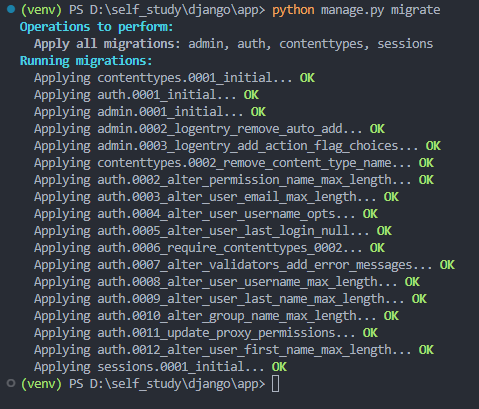 (venv) PS D:\self_study\django\app> python manage.py migrate
Operations to perform:
  Apply all migrations: admin, auth, contenttypes, sessions
Running migrations:
  Applying contenttypes.0001_initial... OK
  Applying auth.0001_initial... OK
  Applying admin.0001_initial... OK
  Applying admin.0002_logentry_remove_auto_add... OK
  Applying admin.0003_logentry_add_action_flag_choices... OK
  Applying contenttypes.0002_remove_content_type_name... OK
  Applying auth.0002_alter_permission_name_max_length... OK
  Applying auth.0003_alter_user_email_max_length... OK
  Applying auth.0004_alter_user_username_opts... OK
  Applying auth.0005_alter_user_last_login_null... OK
  Applying auth.0006_require_contenttypes_0002... OK
  Applying auth.0007_alter_validators_add_error_messages... OK
  Applying auth.0008_alter_user_username_max_length... OK
  Applying auth.0009_alter_user_last_name_max_length... OK
  Applying auth.0010_alter_group_name_max_length... OK
  Applying auth.0011_update_proxy_permissions... OK
  Applying auth.0012_alter_user_first_name_max_length... OK
  Applying sessions.0001_initial... OK
(venv) PS D:\self_study\django\app>